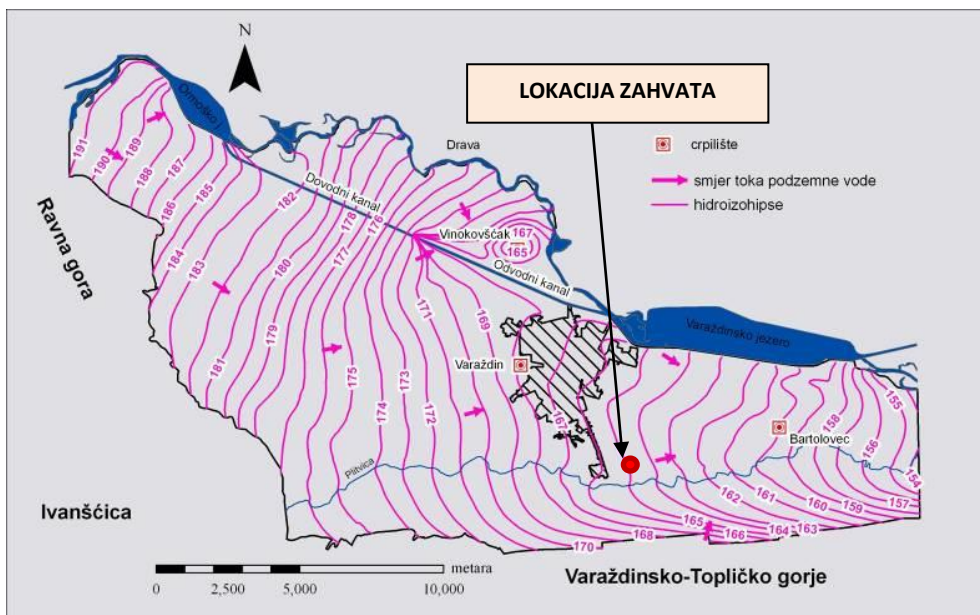 N
LOKACIJA ZAHVATA
Ormoško j.
Drava
crpilište
smjer toka podzemne vode
hidroizohipse
191
190
189
188
187
186
185
184
183
182
181
180
179
178
177
176
175
174
173
172
171
170
169
168
167
167
165
Dovodni kanal
Vinokovščak
Odvodni kanal
Ravna gora
Varaždinsko jezero
Varaždin
Bartolovec
Plitvica
155
158
156
154
162
161
160
159
157
165
166
164
163
Ivanščica
metara
0
2,500
5,000
10,000
Varaždinsko-Topličko gorje